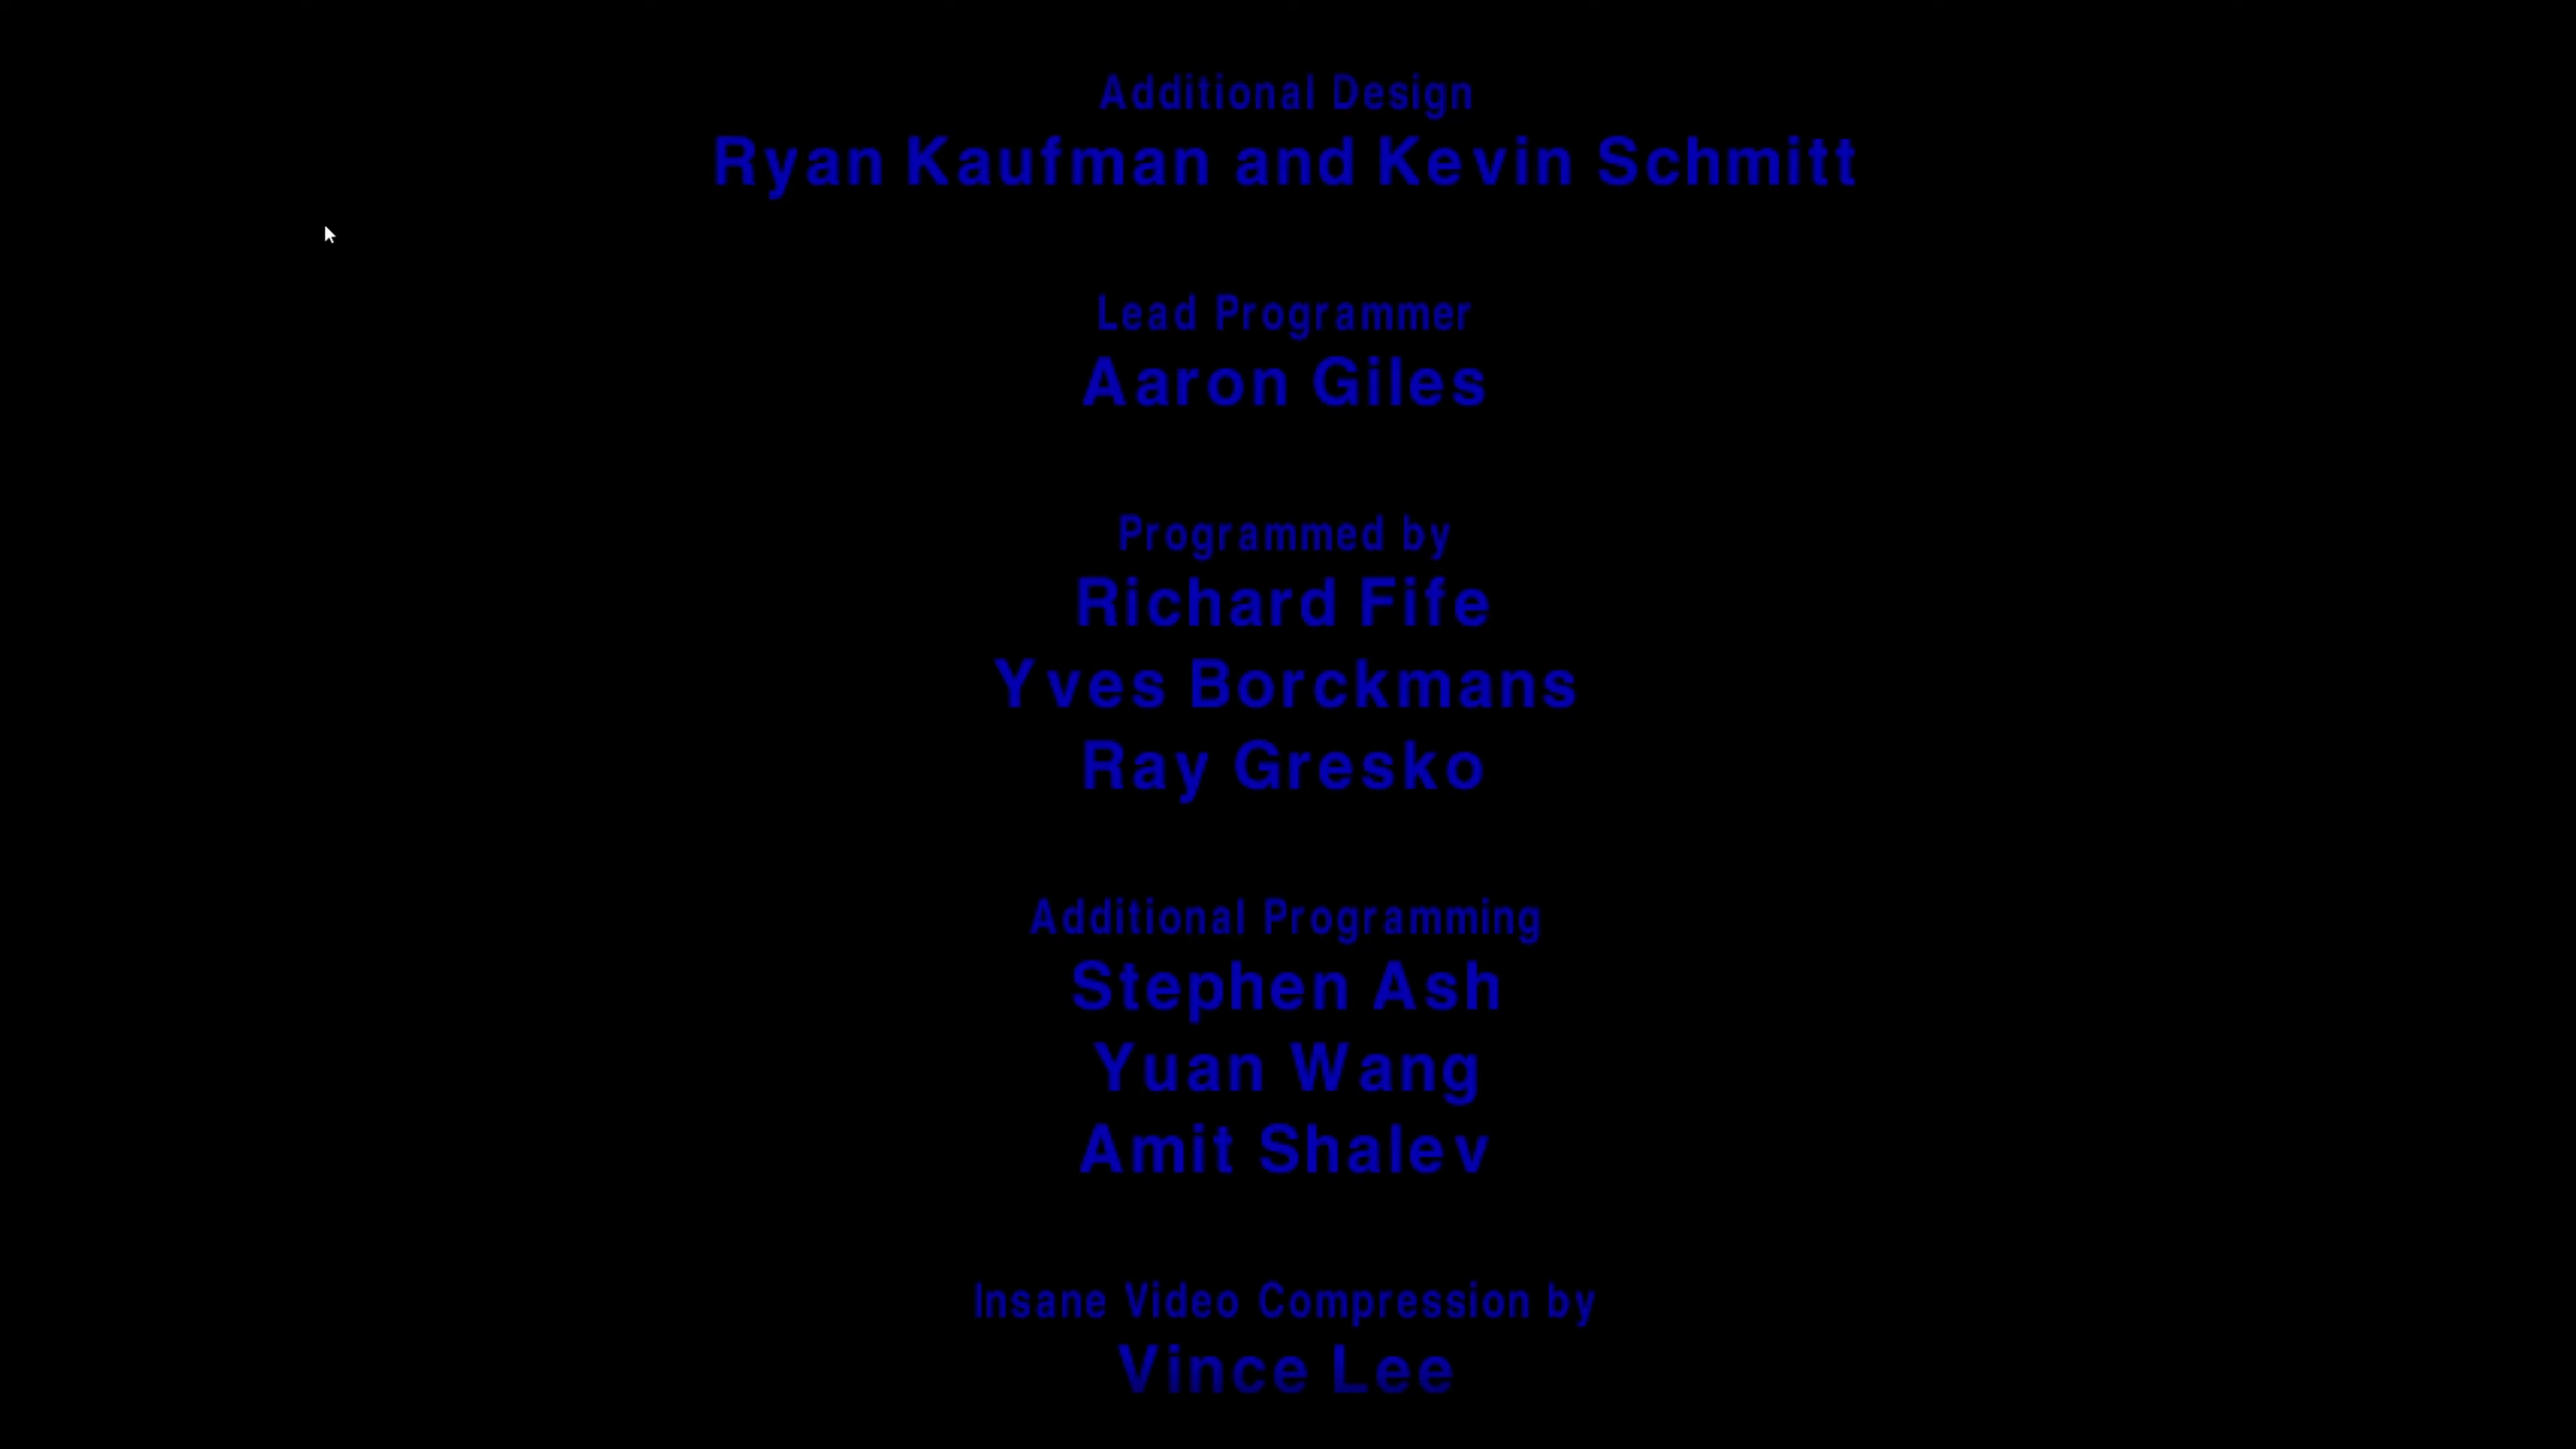 Additional Design
Ryan Kaufman and Kevin Schmitt
Lead Programmer
Aaron Giles
Programmed by
Richard Fife
Yves Borckmans
Ray Gresko
Additional Programming
Stephen Ash
Yuan Wang
Amit Shalev
Insane Video Compression by
Vince Lee